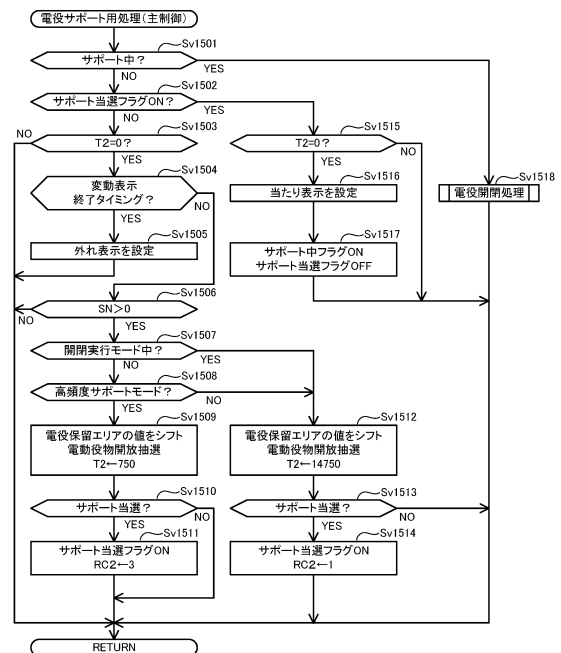 電役サポート用処理(主制御)
Sv1501
サポート中?
YES
NO
Sv1502
サポート当選フラグON?
YES
NO
Sv1503
T2=0?
NO
YES
Sv1504
変動表示
終了タイミング?
NO
YES
Sv1505
外れ表示を設定
Sv1515
T2=0?
NO
YES
Sv1516
当たり表示を設定
Sv1517
サポート中フラグON
サポート当選フラグOFF
Sv1518
電役開閉処理
Sv1506
SN>0
NO
YES
Sv1507
開閉実行モード中?
YES
NO
Sv1508
高頻度サポートモード?
NO
YES
Sv1509
電役保留エリアの値をシフト
電動役物開放抽選
T2←750
Sv1510
サポート当選?
NO
YES
Sv1511
サポート当選フラグON
RC2←3
Sv1512
電役保留エリアの値をシフト
電動役物開放抽選
T2←14750
Sv1513
サポート当選?
NO
YES
Sv1514
サポート当選フラグON
RC2←1
RETURN